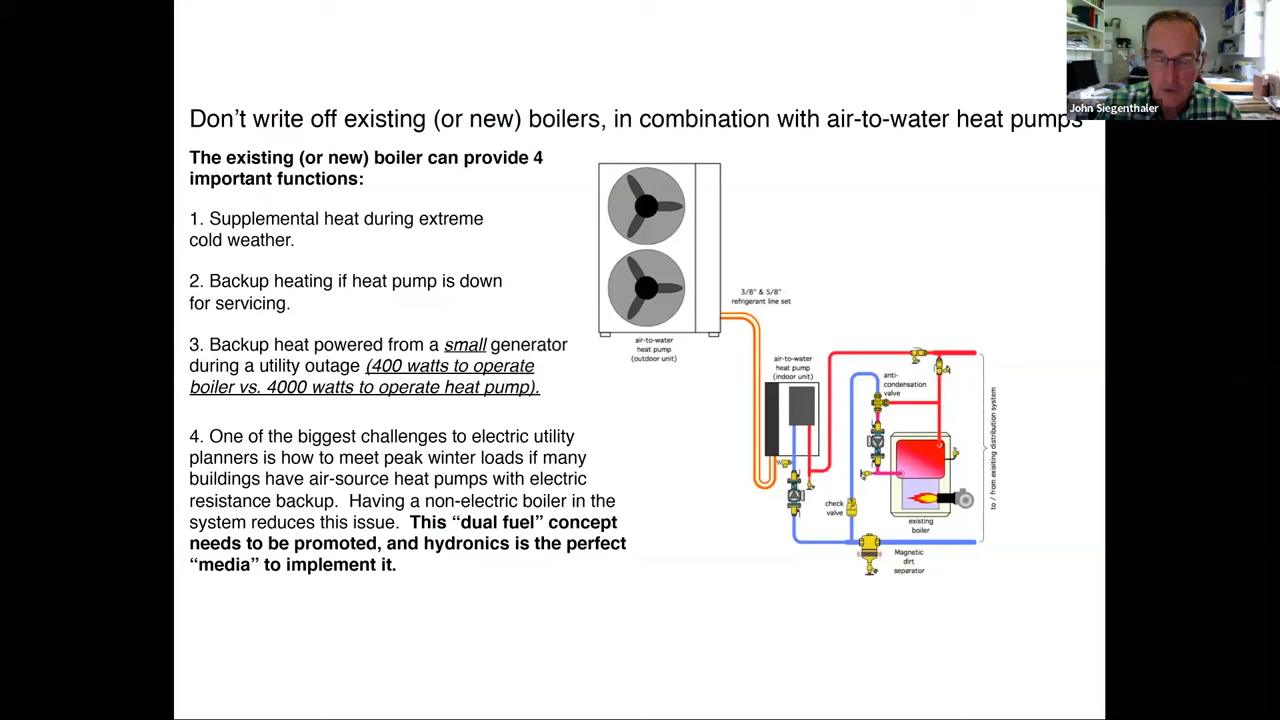 John Siegenthaler
Don't write off existing (or new) boilers, in combination with air-to-water heat pumps
The existing (or new) boiler can provide 4
important functions:
1. Supplemental heat during extreme
cold weather.
2. Backup heating if heat pump is down
for servicing.
3. Backup heat powered from a small generator
during a utility outage (400 watts to operate
boiler vs. 4000 watts to operate heat pump).
4. One of the biggest challenges to electric utility
planners is how to meet peak winter loads if many
buildings have air-source heat pumps with electric
resistance backup. Having a non-electric boiler in the
system reduces this issue. This “dual fuel” concept
needs to be promoted, and hydronics is the perfect
“media” to implement it.
air-to-water
heat pump
(outdoor unit)
3/8" & 5/8"
refrigerant line set
air-to-water
heat pump
(indoor unit)
anti-
condensation
valve
check
valve
existing
boiler
Magnetic
dirt
separator
to / from existing distribution system